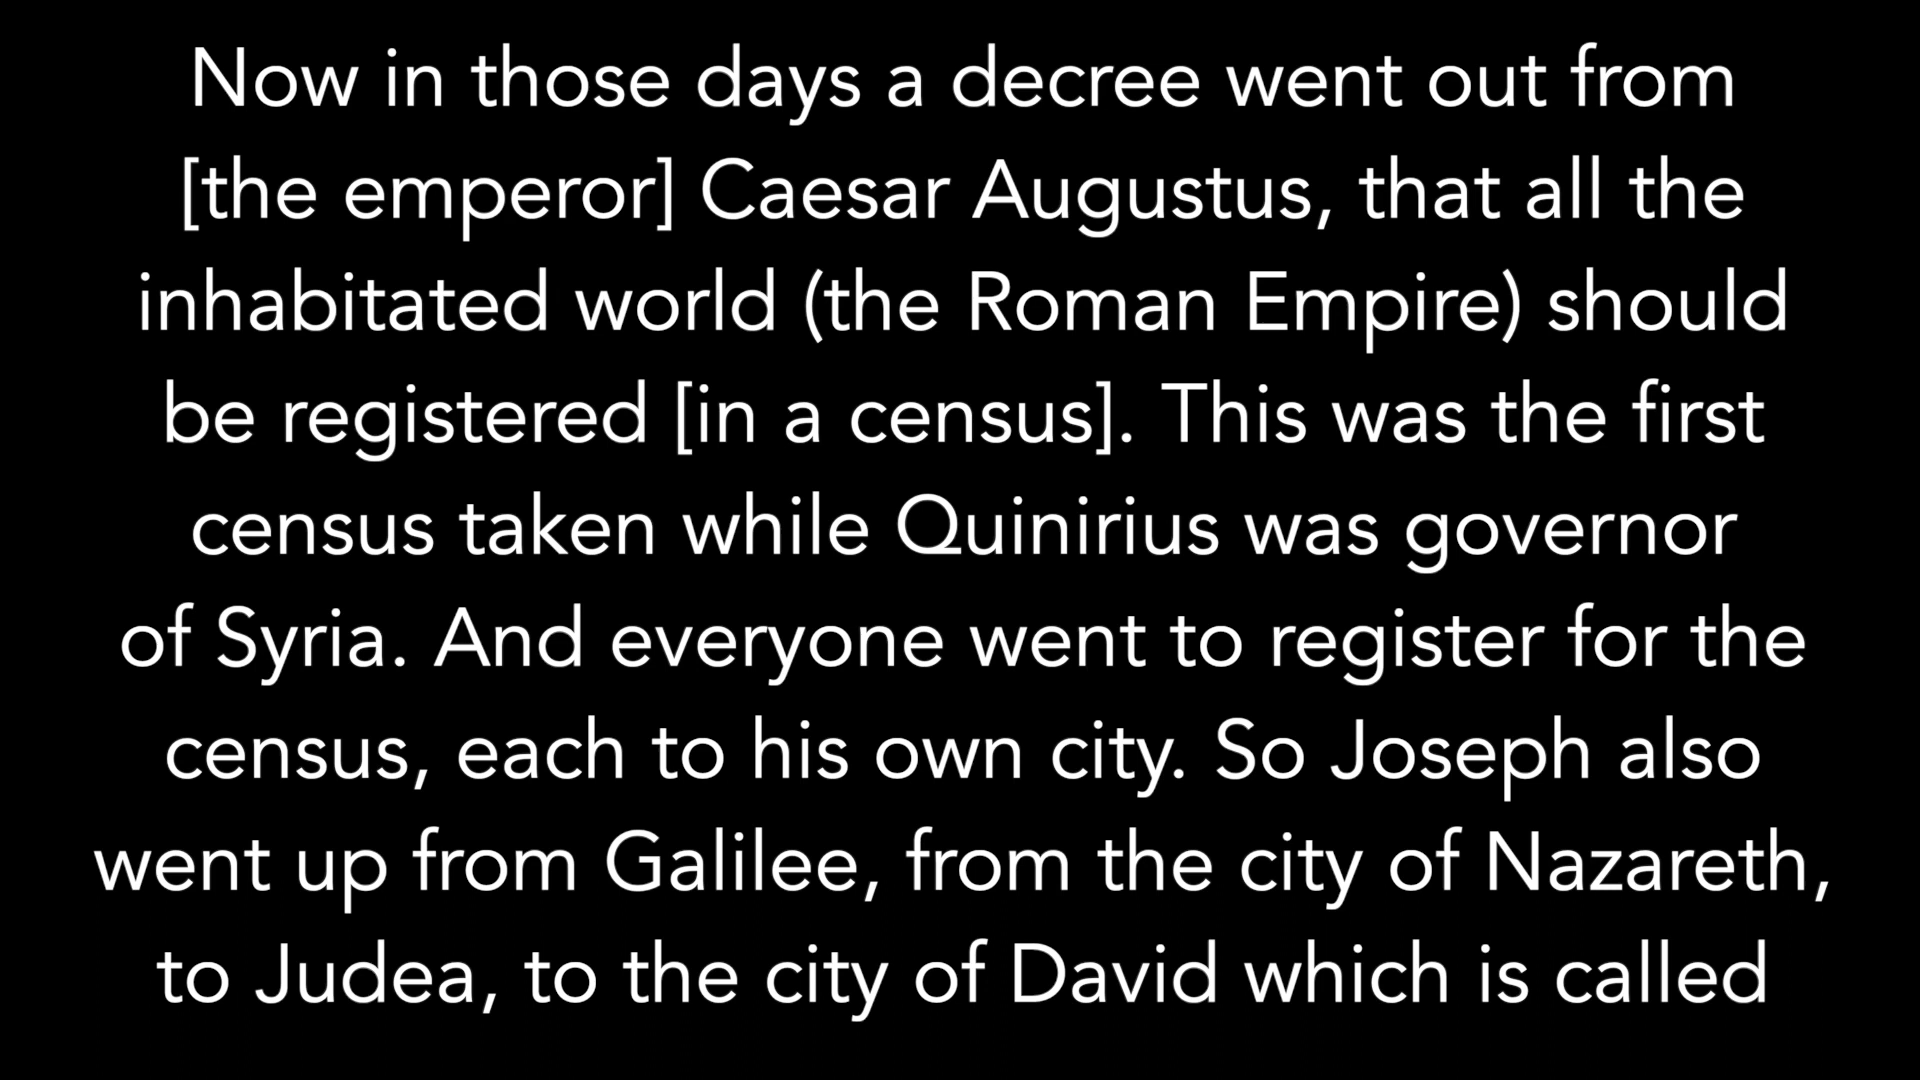 Now in those days a decree went out from
[the emperor] Caesar Augustus, that all the
inhabitated world (the Roman Empire) should
be registered [in a census]. This was the first
census taken while Quinirius was governor
of Syria. And everyone went to register for the
census, each to his own city. So Joseph also
went up from Galilee, from the city of Nazareth,
to Judea, to the city of David which is called